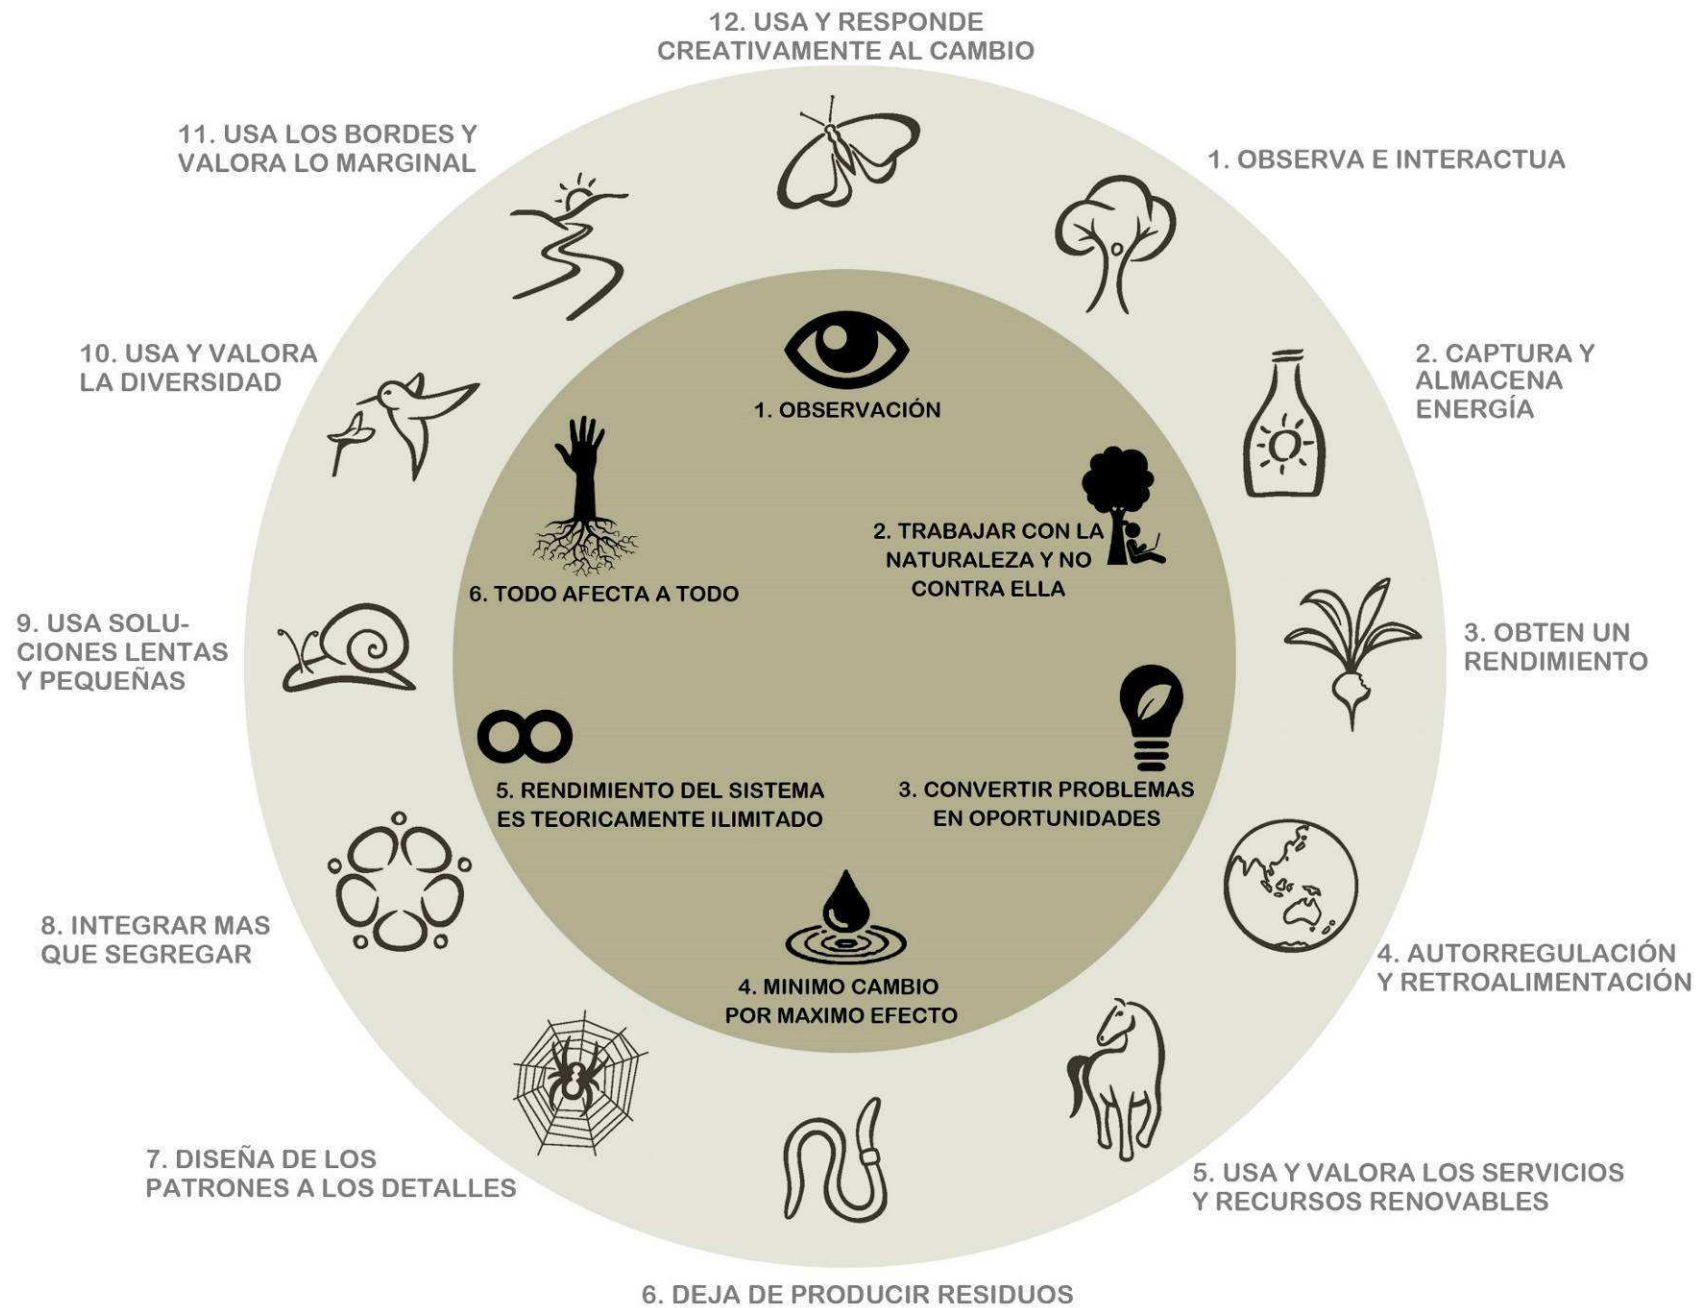 12. USA Y RESPONDE
CREATIVAMENTE AL CAMBIO
1. OBSERVA E INTERACTUA
2. CAPTURA Y
ALMACENA
ENERGÍA
3. OBTEN UN
RENDIMIENTO
4. AUTORREGULACIÓN
Y RETROALIMENTACIÓN
5. USA Y VALORA LOS SERVICIOS
Y RECURSOS RENOVABLES
6. DEJA DE PRODUCIR RESIDUOS
7. DISEÑA DE LOS
PATRONES A LOS DETALLES
8. INTEGRAR MAS
QUE SEGREGAR
9. USA SOLU-
CIONES LENTAS
Y PEQUEÑAS
10. USA Y VALORA
LA DIVERSIDAD
11. USA LOS BORDES Y
VALORA LO MARGINAL
1. OBSERVACIÓN
2. TRABAJAR CON LA
NATURALEZA Y NO
CONTRA ELLA
3. CONVERTIR PROBLEMAS
EN OPORTUNIDADES
4. MINIMO CAMBIO
POR MAXIMO EFECTO
5. RENDIMIENTO DEL SISTEMA
ES TEORICAMENTE ILIMITADO
6. TODO AFECTA A TODO